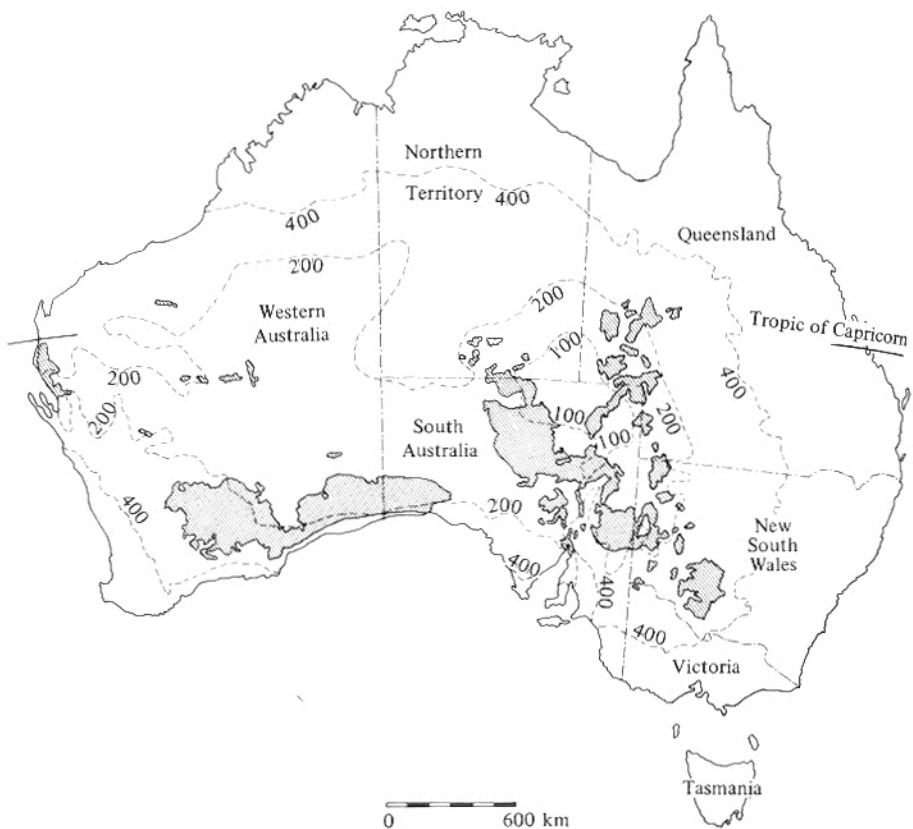 Northern
Territory
400
400
Queensland
200
200
Western
Australia
Tropic of Capricorn
100
200
400
200
South
Australia
100
100
200
400
200
New
South
Wales
400
400
400
Victoria
Tasmania
0 600 km